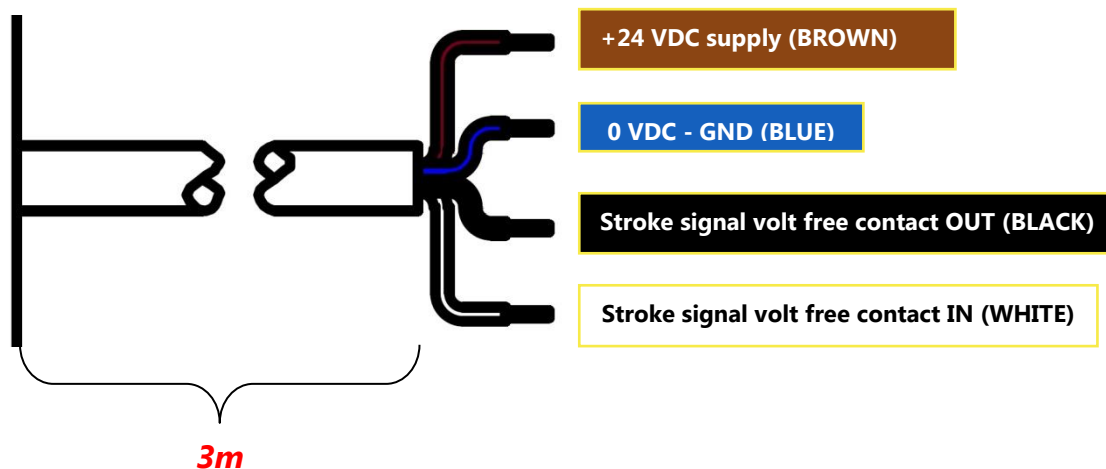 +24 VDC supply (BROWN)
0 VDC - GND (BLUE)
Stroke signal volt free contact OUT (BLACK)
Stroke signal volt free contact IN (WHITE)
3m